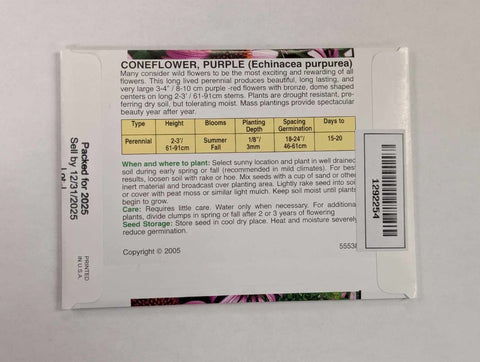 CONEFLOWER, PURPLE (Echinacea purpurea)
Many consider wild flowers to be the most exciting and rewarding of all
flowers. This long lived perennial produces beautiful, long lasting, and
very large 3-4" / 8-10 cm purple -red flowers with bronze, dome shaped
centers on long 2-3' / 61-91cm stems. Plants are drought resistant, pre-
ferring dry soil, but tolerating moist. Mass plantings provide spectacular
beauty year after year.
Type Height Blooms Planting Spacing Days to
Depth Germination
Perennial 2-3'/ Summer 1/8"/ 18-24"/ 15-20
61-91cm Fall 3mm 46-61cm
When and where to plant: Select sunny location and plant in well drained
soil during early spring or fall (recommended in mild climates). For best
results, loosen soil with rake or hoe. Mix seeds with a cup of sand or other
inert material and broadcast over planting area. Lightly rake seed into soil
or cover with peat moss or similar light mulch. Keep soil moist until plants
begin to grow.
Care: Requires little care. Water only when necessary. For additional
plants, divide clumps in spring or fall after 2 or 3 years of flowering
Seed Storage: Store seed in cool dry place. Heat and moisture severely
reduce germination.
Copyright © 2005
5553
Packed for 2025
Sell by 12/31/2025
PRINTED
IN U.S.A.
1292254